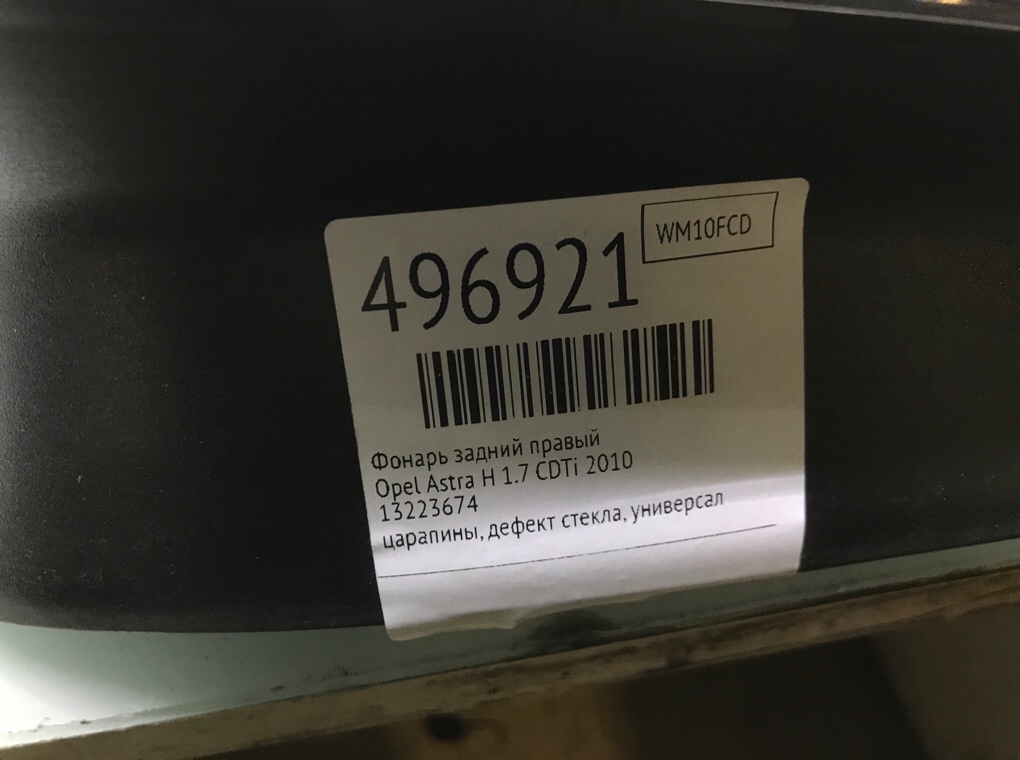 WM10FCD
496921
Фонарь задний правый
Opel Astra H 1.7 CDTi 2010
13223674
царапины, дефект стекла, универсал